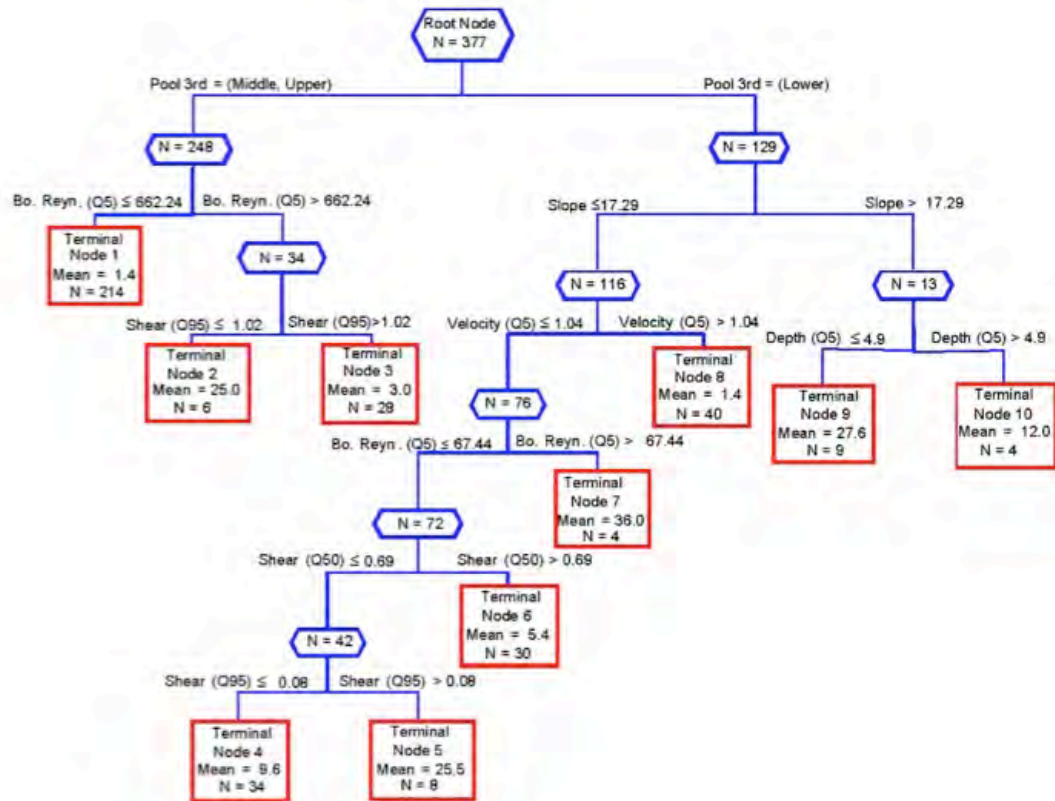 Root Node
N = 377
Pool 3rd = (Middle, Upper)
Pool 3rd = (Lower)
N = 248
N = 129
Bo. Reyn. (Q5) ≤ 662.24
Bo. Reyn. (Q5) > 662.24
Slope ≤17.29
Slope > 17.29
Terminal
Node 1
Mean = 1.4
N = 214
N = 34
N = 116
N = 13
Shear (Q95) ≤ 1.02
Shear (Q95)>1.02
Velocity (Q5) ≤ 1.04
Velocity (Q5) > 1.04
Depth (Q5) ≤ 4.9
Depth (Q5) > 4.9
Terminal
Node 2
Mean = 25.0
N = 6
Terminal
Node 3
Mean = 3.0
N = 28
N = 76
Terminal
Node 8
Mean = 1.4
N = 40
Terminal
Node 9
Mean = 27.6
N = 9
Terminal
Node 10
Mean = 12.0
N = 4
Bo. Reyn. (Q5) ≤ 67.44
Bo. Reyn. (Q5) > 67.44
N = 72
Terminal
Node 7
Mean = 36.0
N = 4
Shear (Q50) ≤ 0.69
Shear (Q50) > 0.69
N = 42
Terminal
Node 6
Mean = 5.4
N = 30
Shear (Q95) ≤ 0.08
Shear (Q95) > 0.08
Terminal
Node 4
Mean = 9.6
N = 34
Terminal
Node 5
Mean = 25.5
N = 8